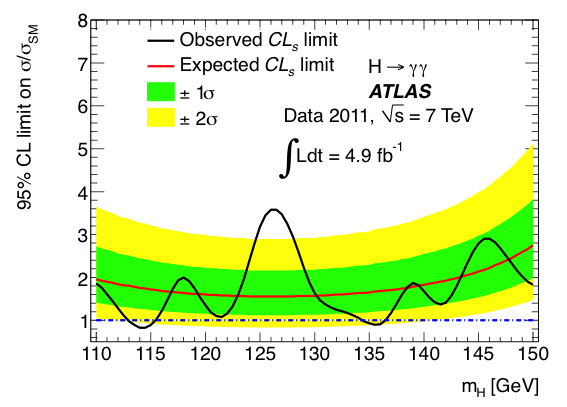 95% CL limit on σ/σSM
8
7
6
5
4
3
2
1
Observed CLs limit
Expected CLs limit
± 1σ
± 2σ
H → γγ
ATLAS
Data 2011, √s = 7 TeV
∫Ldt = 4.9 fb-1
110 115 120 125 130 135 140 145 150
mH [GeV]